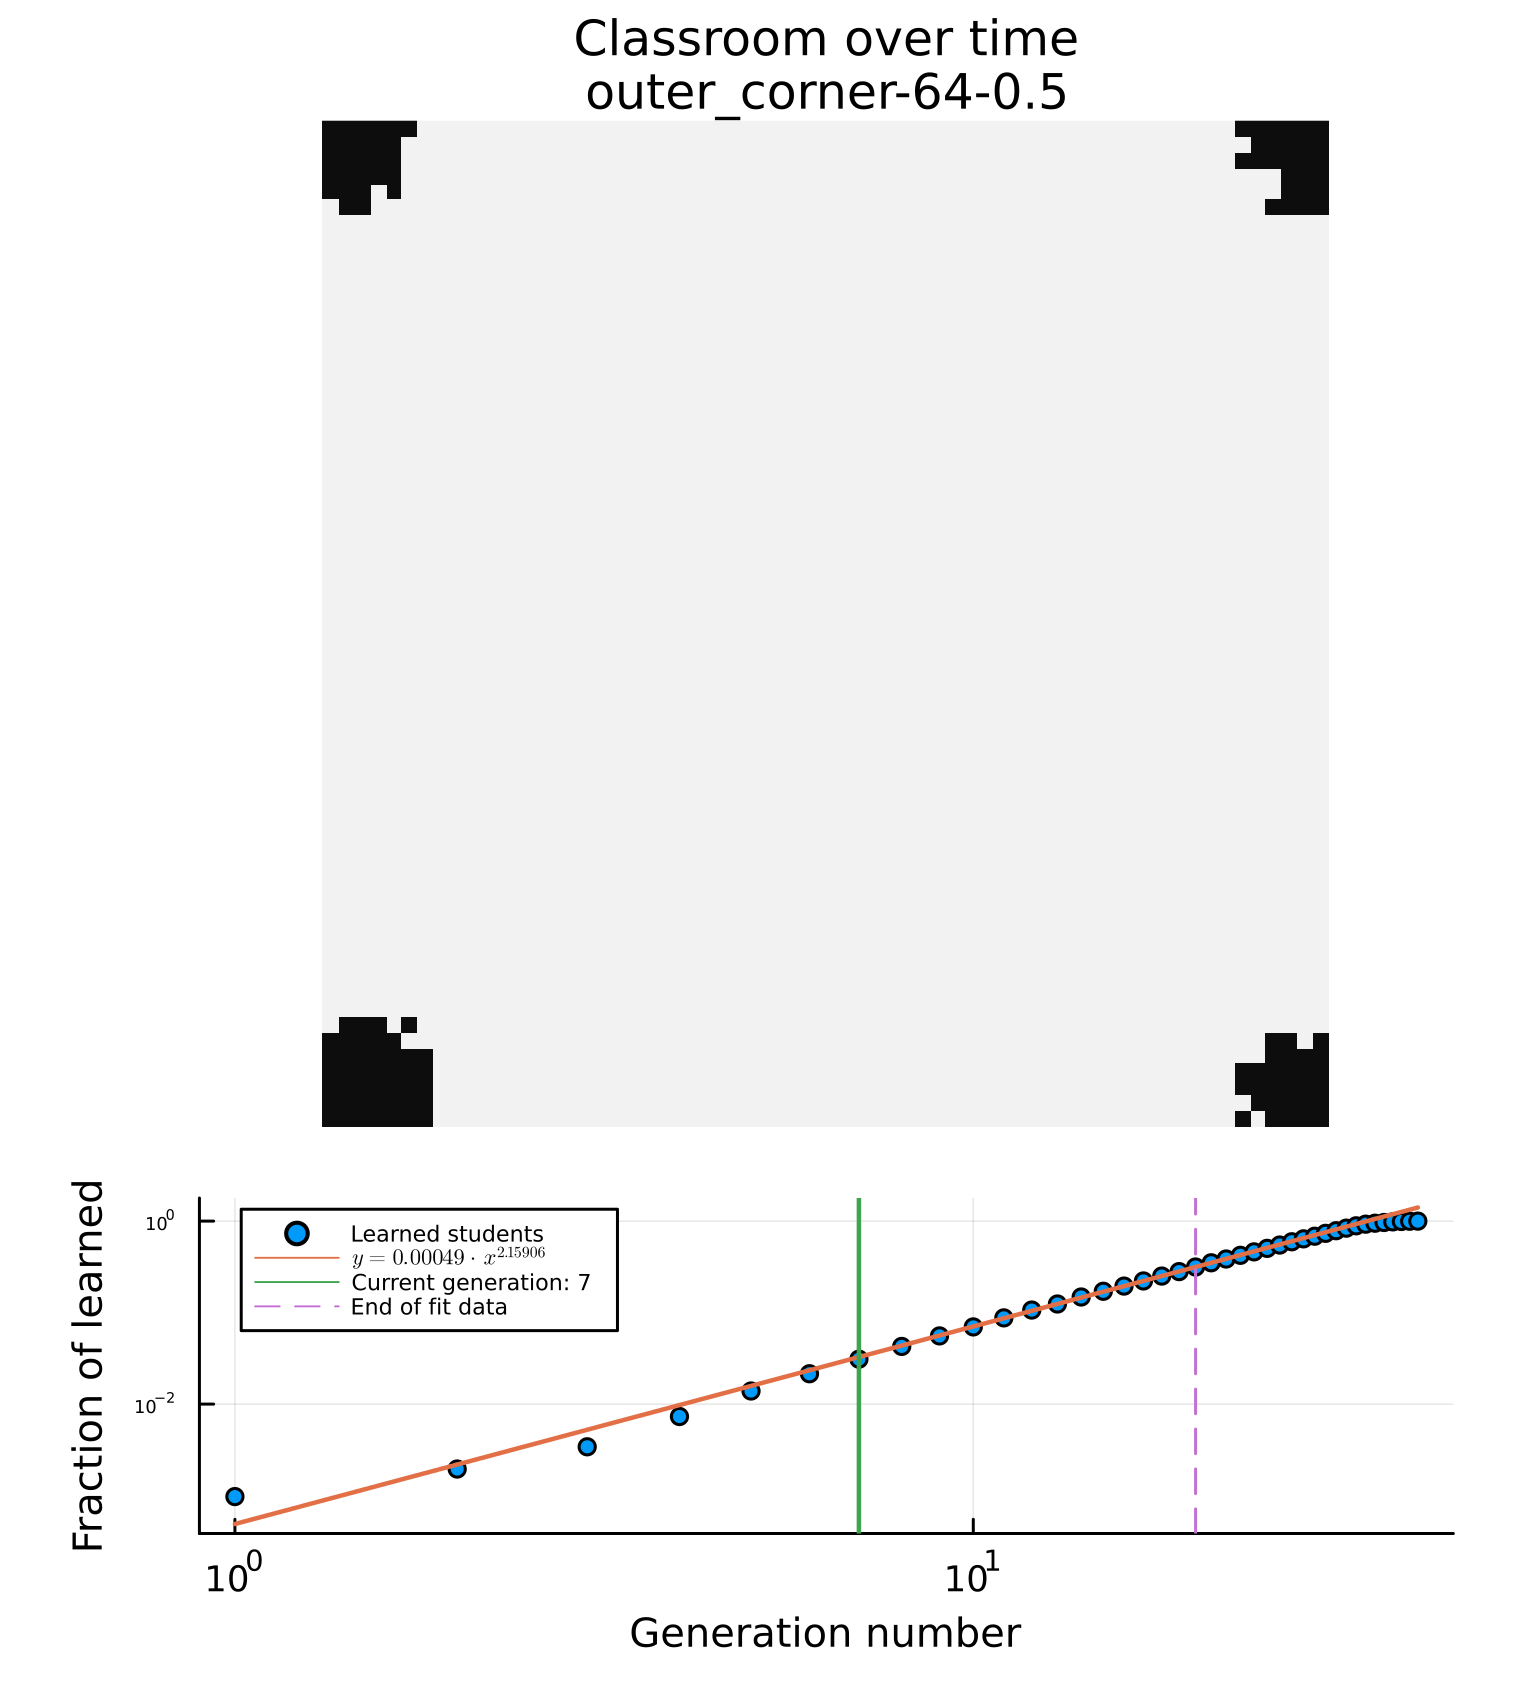 Classroom over time
outer_corner-64-0.5
Fraction of learned
10^0
10^−2
Learned students
y = 0.00049 · x^2.15906
Current generation: 7
End of fit data
10^0
10^1
Generation number